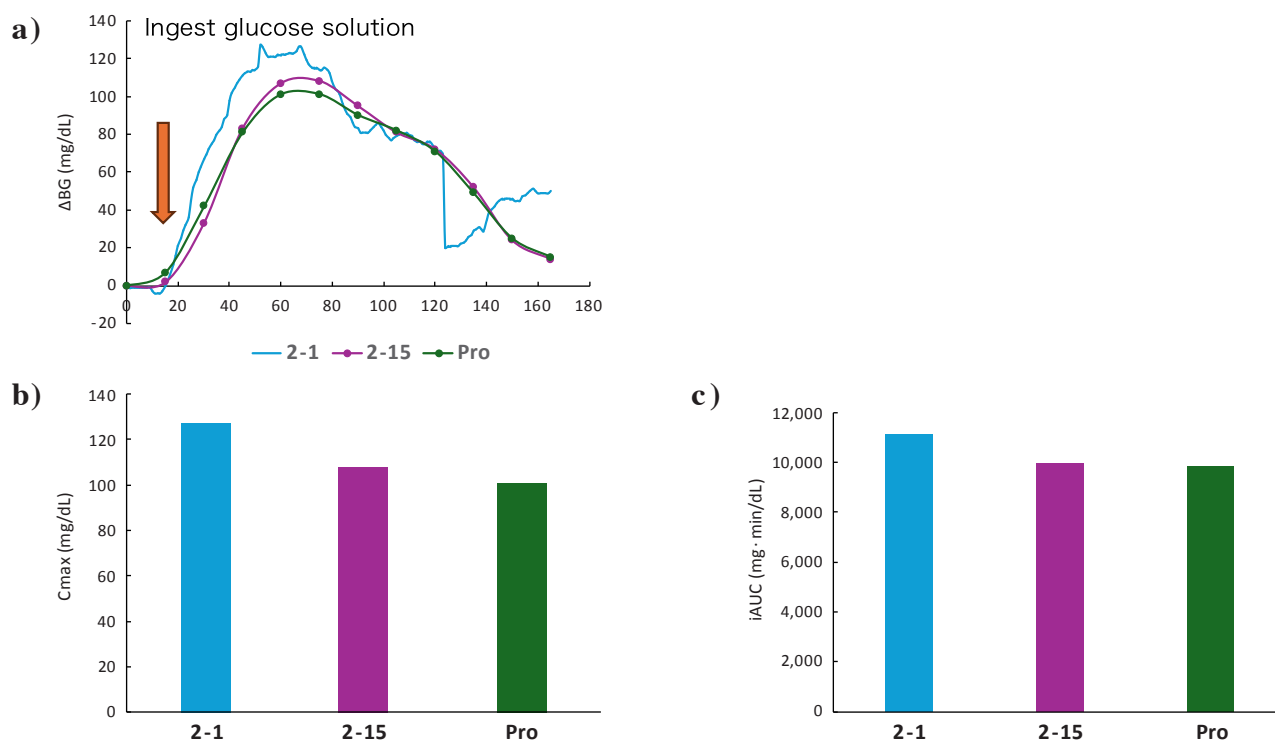 a)
Ingest glucose solution
140
120
100
80
60
40
20
0
-20
ΔBG (mg/dL)
0 20 40 60 80 100 120 140 160 180
2-1 2-15 Pro
b)
140
120
100
80
60
40
20
0
Cmax (mg/dL)
2-1 2-15 Pro
c)
12,000
10,000
8,000
6,000
4,000
2,000
0
iAUC (mg·min/dL)
2-1 2-15 Pro